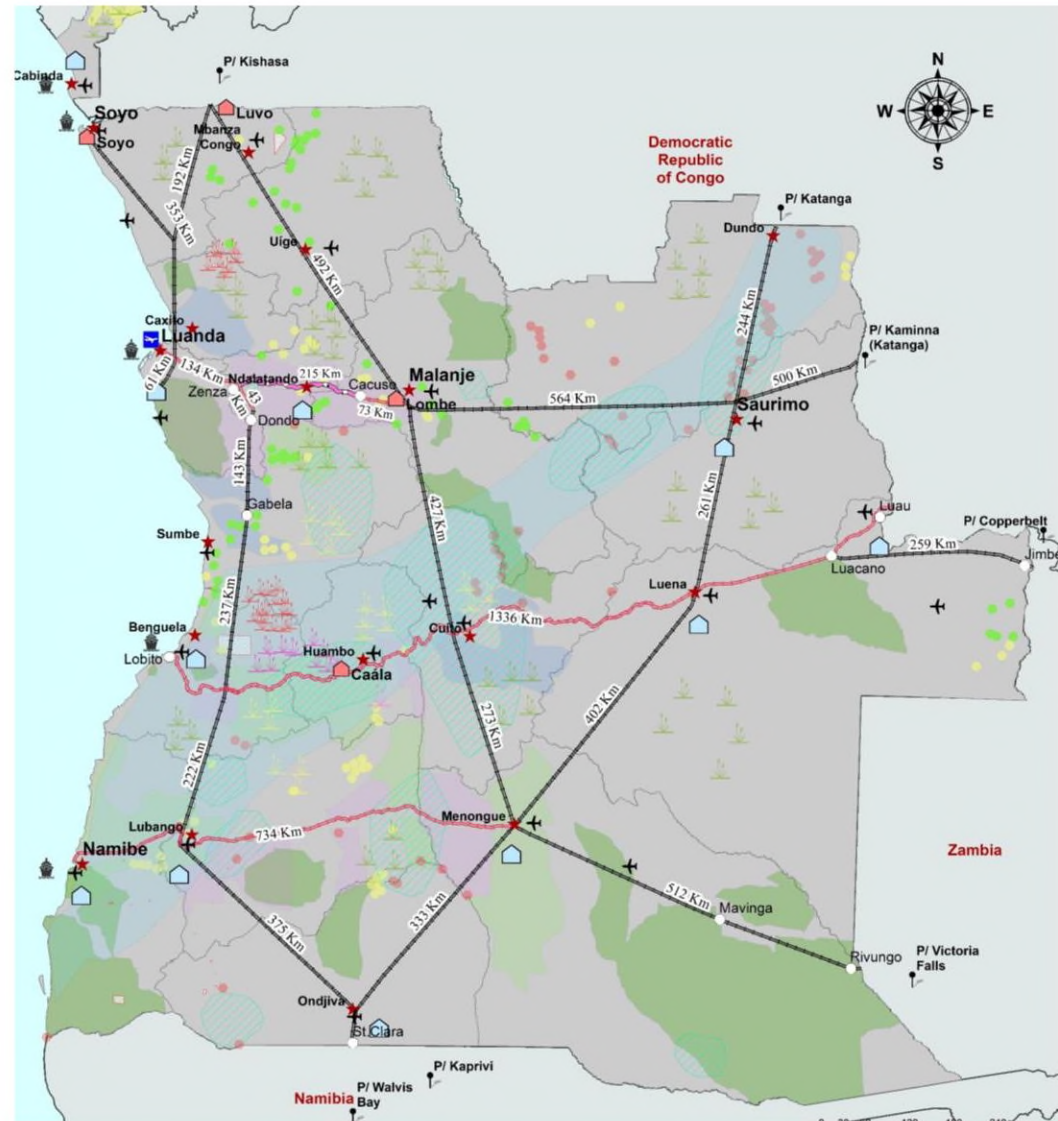 P/ Kishasa
N
W
E
S
Cabinda
Soyo
Soyo
Luvo
Mbanza
Congo
192 Km
353 Km
Democratic
Republic
of Congo
P/ Katanga
Dundo
Uíge
492 Km
244 Km
Caxito
Luanda
61 Km
134 Km
Zenza
Ndalatando
215 Km
Cacuso
73 Km
Malanje
Lombe
43
Km
Dondo
564 Km
500 Km
P/ Kaminna
(Katanga)
Saurimo
143 Km
427 Km
261 Km
Gabela
Sumbe
Luau
P/ Copperbelt
Luacano
259 Km
Jimbe
Luena
237 Km
1336 Km
Benguela
Lobito
Huambo
Caála
Cuito
273 Km
402 Km
222 Km
Lubango
734 Km
Menongue
Namibe
Zambia
375 Km
333 Km
512 Km
Mavinga
Rivungo
P/ Victoria
Falls
Ondjiva
St.Clara
P/ Kaprivi
Namibia
P/ Walvis
Bay